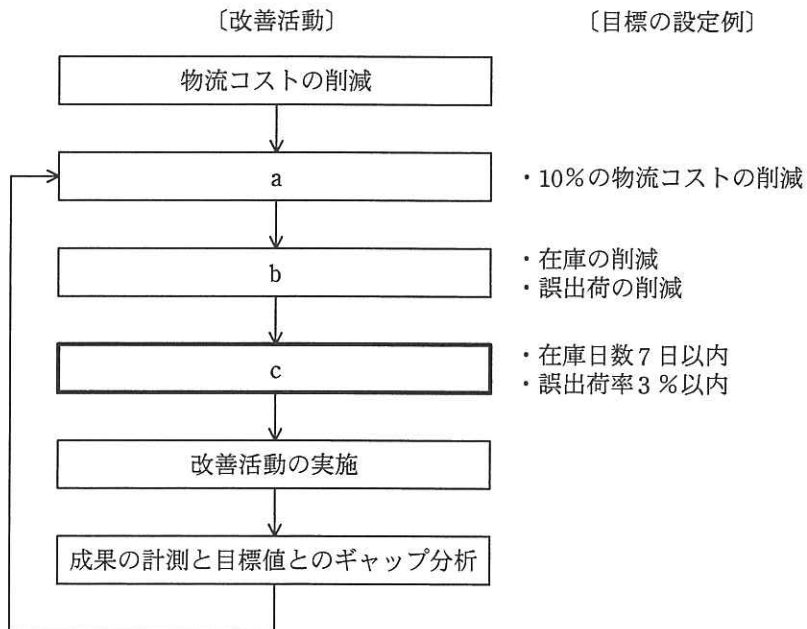 〔改善活動〕 〔目標の設定例〕
物流コストの削減
a ・10％の物流コストの削減
b ・在庫の削減
・誤出荷の削減
c ・在庫日数7日以内
・誤出荷率3％以内
改善活動の実施
成果の計測と目標値とのギャップ分析